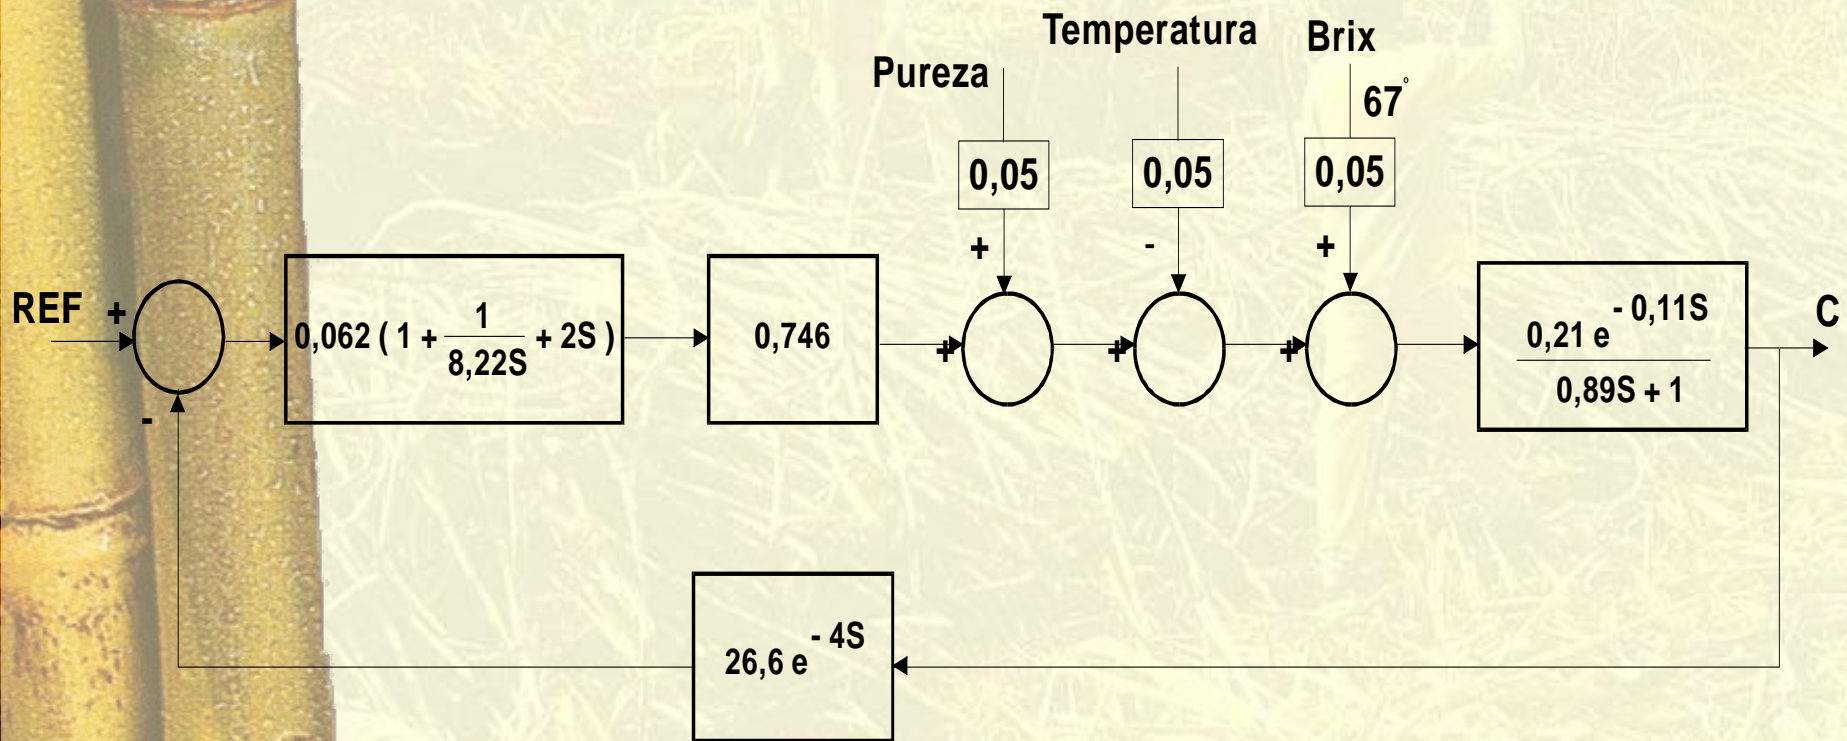 Temperatura
Brix
Pureza
67°
0,05
0,05
0,05
+
-
+
REF
+
-
0,062 ( 1 + 1 / 8,22S + 2S )
0,746
+
+
+
0,21 e - 0,11S
0,89S + 1
C
26,6 e - 4S